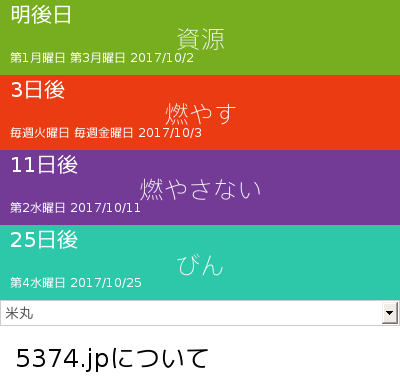 明後日
資源
第1月曜日 第3月曜日 2017/10/2
3日後
燃やす
毎週火曜日 毎週金曜日 2017/10/3
11日後
燃やさない
第2水曜日 2017/10/11
25日後
びん
第4水曜日 2017/10/25
米丸
5374.jpについて